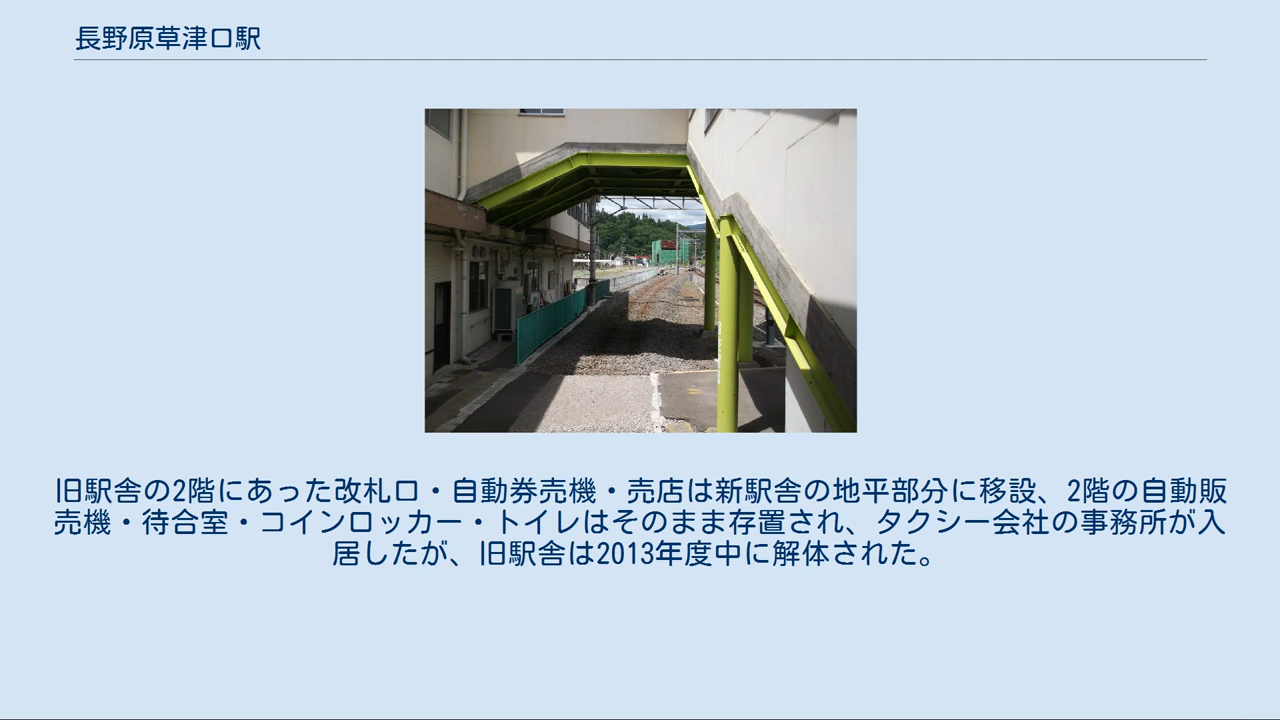 長野原草津口駅
旧駅舎の2階にあった改札口・自動券売機・売店は新駅舎の地平部分に移設、2階の自動販
売機・待合室・コインロッカー・トイレはそのまま存置され、タクシー会社の事務所が入
居したが、旧駅舎は2013年度中に解体された。